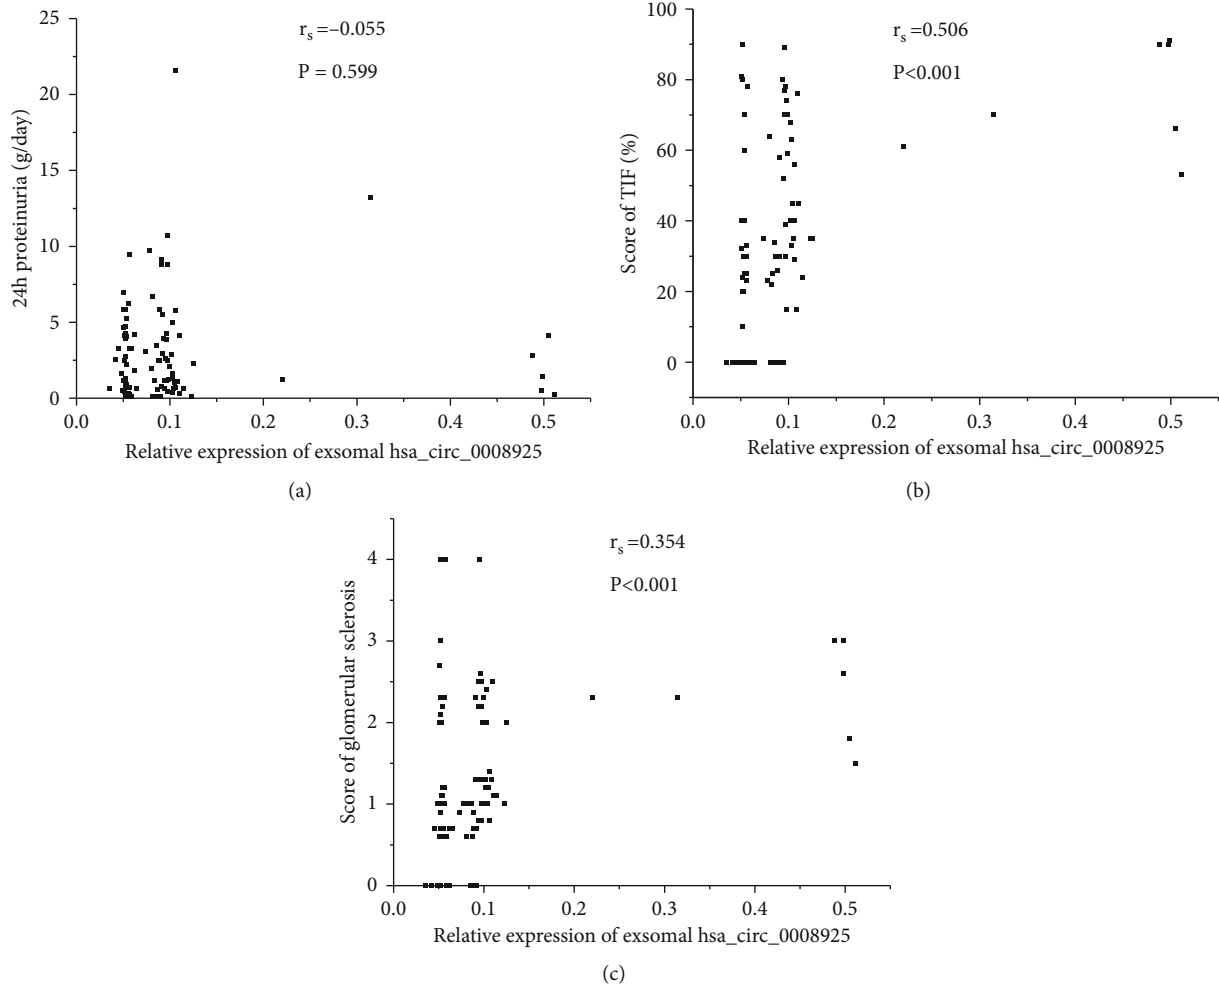 25
20
15
10
5
0
24h proteinuria (g/day)
r_s =–0.055
P = 0.599
0.0 0.1 0.2 0.3 0.4 0.5
Relative expression of exsomal hsa_circ_0008925
(a)
100
80
60
40
20
0
Score of TIF (%)
r_s =0.506
P<0.001
0.0 0.1 0.2 0.3 0.4 0.5
Relative expression of exsomal hsa_circ_0008925
(b)
4
3
2
1
0
Score of glomerular sclerosis
r_s =0.354
P<0.001
0.0 0.1 0.2 0.3 0.4 0.5
Relative expression of exsomal hsa_circ_0008925
(c)